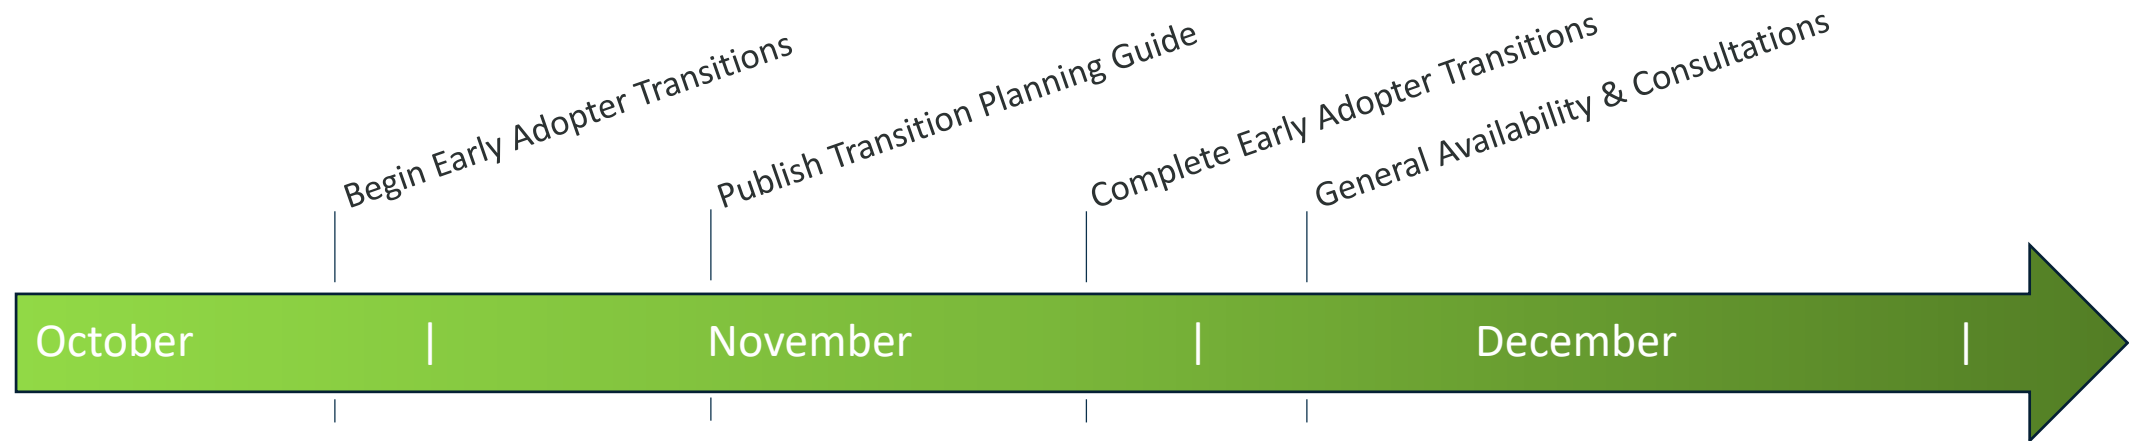 Begin Early Adopter Transitions
Publish Transition Planning Guide
Complete Early Adopter Transitions
General Availability & Consultations
October | November | December |